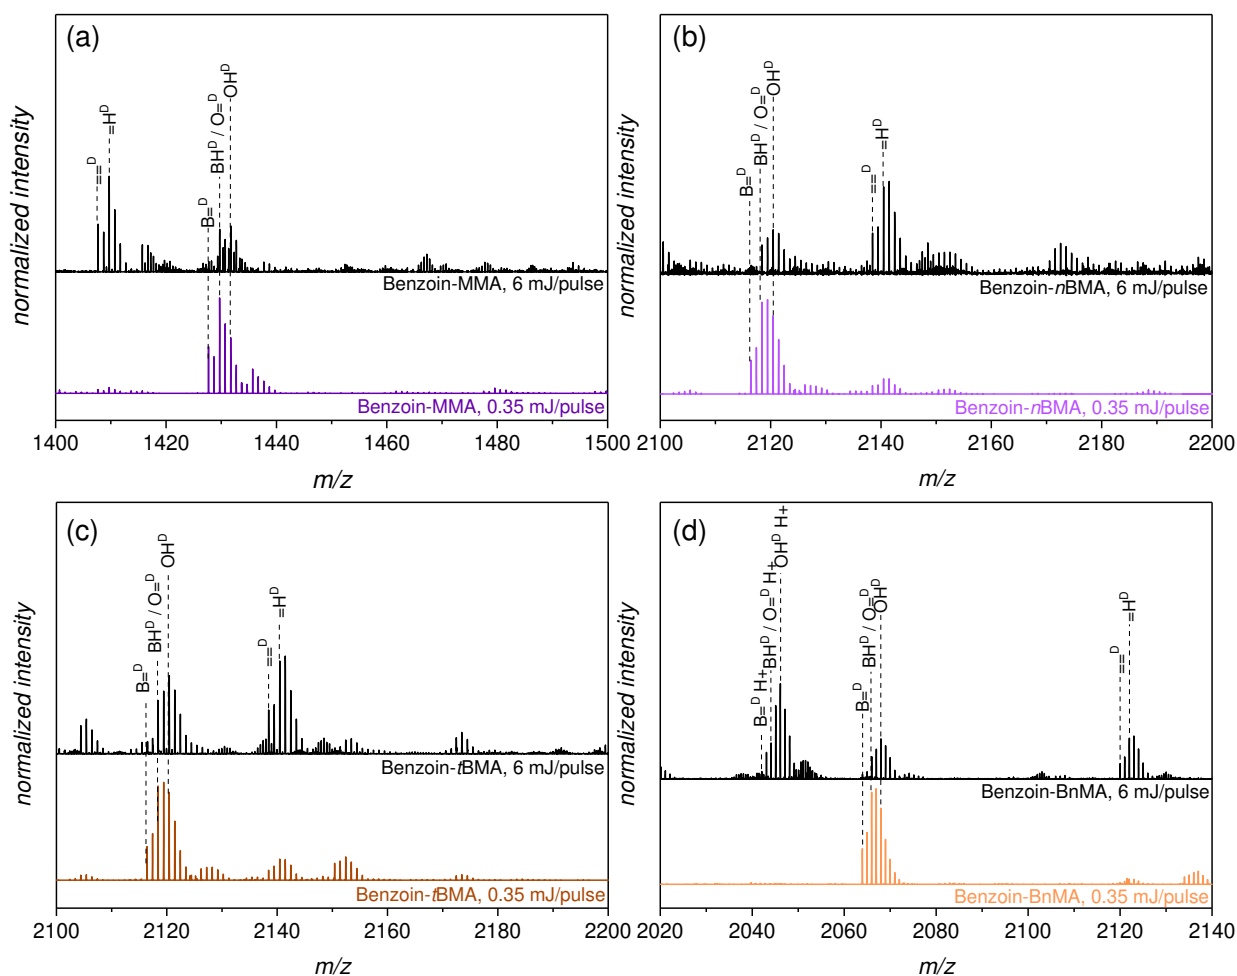 (a)
=ᴰ
=Hᴰ
B=ᴰ
BHᴰ / O=ᴰ
OHᴰ
normalized intensity
Benzoin-MMA, 6 mJ/pulse
Benzoin-MMA, 0.35 mJ/pulse
1400 1420 1440 1460 1480 1500
m/z
(b)
B=ᴰ
BHᴰ / O=ᴰ
OHᴰ
=ᴰ
=Hᴰ
normalized intensity
Benzoin-nBMA, 6 mJ/pulse
Benzoin-nBMA, 0.35 mJ/pulse
2100 2120 2140 2160 2180 2200
m/z
(c)
B=ᴰ
BHᴰ / O=ᴰ
OHᴰ
=ᴰ
=Hᴰ
normalized intensity
Benzoin-tBMA, 6 mJ/pulse
Benzoin-tBMA, 0.35 mJ/pulse
2100 2120 2140 2160 2180 2200
m/z
(d)
B=ᴰ H+
BHᴰ / O=ᴰ H+
OHᴰ H+
B=ᴰ
BHᴰ / O=ᴰ
OHᴰ
=ᴰ
=Hᴰ
normalized intensity
Benzoin-BnMA, 6 mJ/pulse
Benzoin-BnMA, 0.35 mJ/pulse
2020 2040 2060 2080 2100 2120 2140
m/z